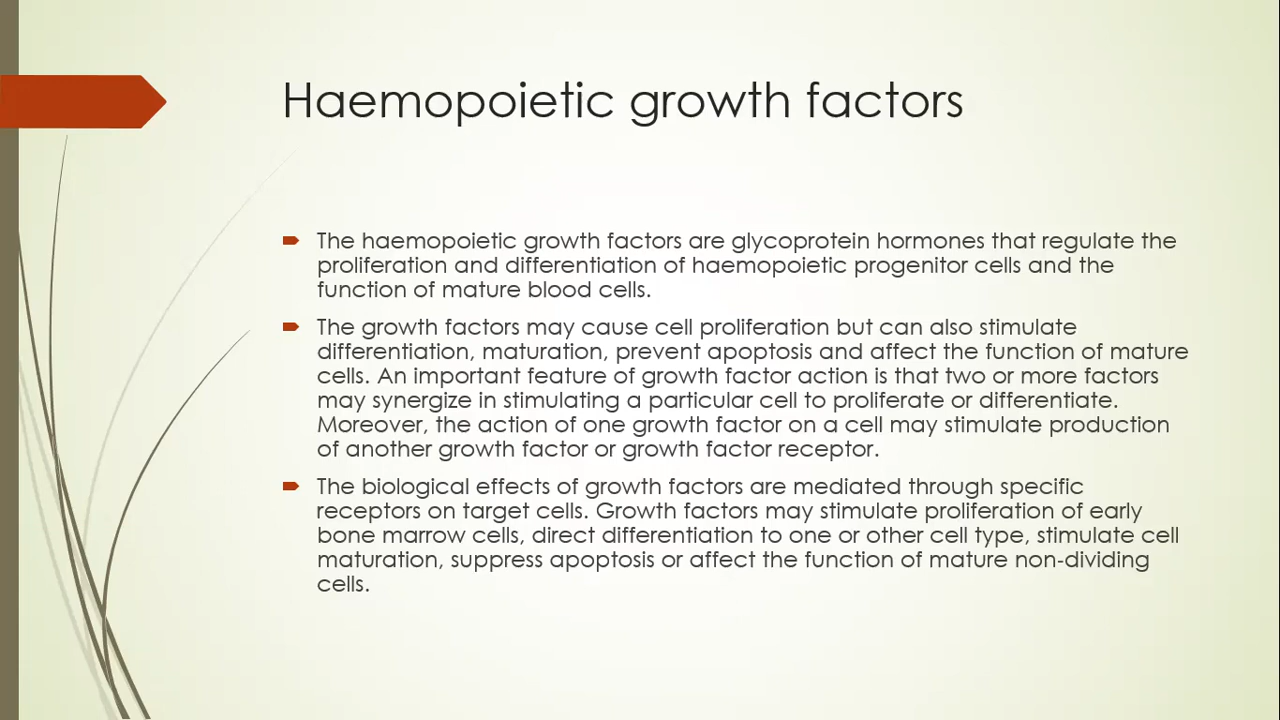 Haemopoietic growth factors
The haemopoietic growth factors are glycoprotein hormones that regulate the
proliferation and differentiation of haemopoietic progenitor cells and the
function of mature blood cells.
The growth factors may cause cell proliferation but can also stimulate
differentiation, maturation, prevent apoptosis and affect the function of mature
cells. An important feature of growth factor action is that two or more factors
may synergize in stimulating a particular cell to proliferate or differentiate.
Moreover, the action of one growth factor on a cell may stimulate production
of another growth factor or growth factor receptor.
The biological effects of growth factors are mediated through specific
receptors on target cells. Growth factors may stimulate proliferation of early
bone marrow cells, direct differentiation to one or other cell type, stimulate cell
maturation, suppress apoptosis or affect the function of mature non-dividing
cells.